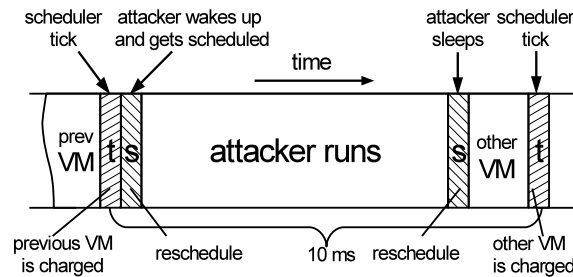 scheduler
tick
attacker wakes up
and gets scheduled
time
attacker
sleeps
scheduler
tick
prev
VM
t
s
attacker runs
s
other
VM
t
previous VM
is charged
reschedule
10 ms
reschedule
other VM
is charged